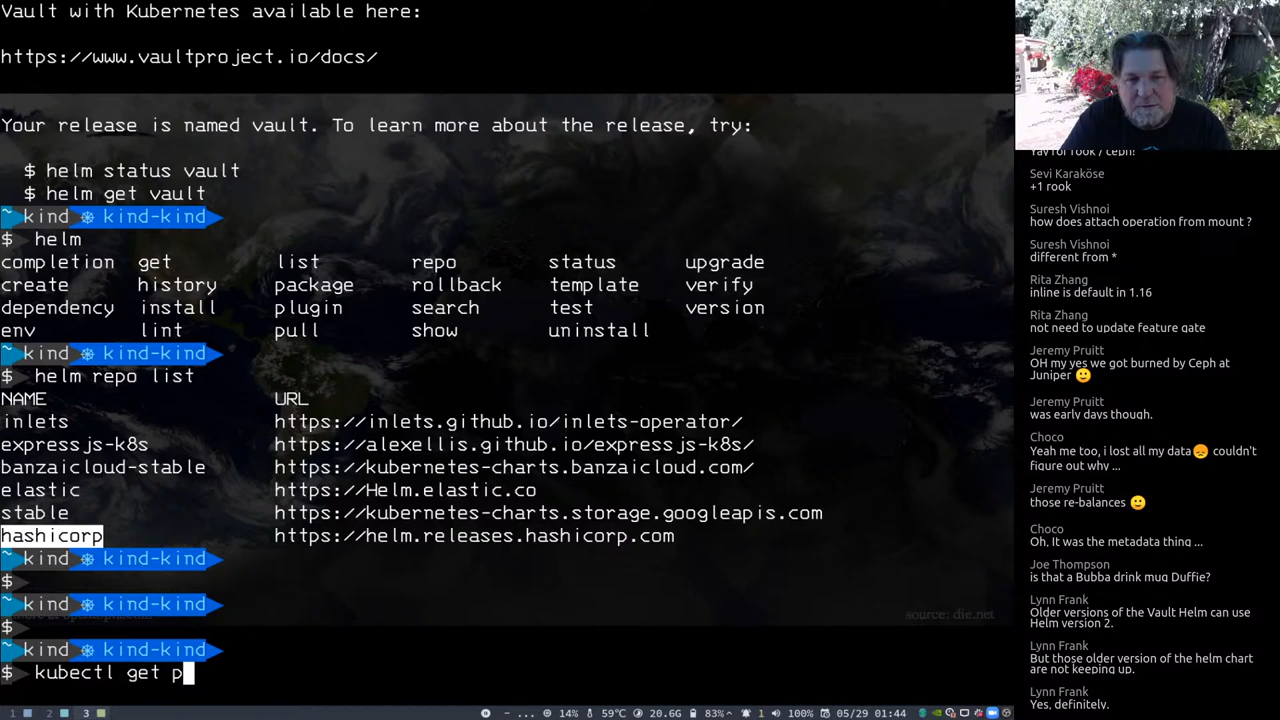 Vault with Kubernetes available here:
https://www.vaultproject.io/docs/
Your release is named vault. To learn more about the release, try:
$ helm status vault
$ helm get vault
~ kind ⎈ kind-kind
$ helm
completion get list repo status upgrade
create history package rollback template verify
dependency install plugin search test version
env lint pull show uninstall
~ kind ⎈ kind-kind
$ helm repo list
NAME URL
inlets https://inlets.github.io/inlets-operator/
expressjs-k8s https://alexellis.github.io/expressjs-k8s/
banzaicloud-stable https://kubernetes-charts.banzaicloud.com/
elastic https://Helm.elastic.co
stable https://kubernetes-charts.storage.googleapis.com
hashicorp https://helm.releases.hashicorp.com
~ kind ⎈ kind-kind
$
~ kind ⎈ kind-kind
source: die.net
$
~ kind ⎈ kind-kind
$ kubectl get p
1 2 3
- ... 14% 59℃ 20.6G 83% 1 100% 05/29 01:44
Yay for rook / ceph!
Sevi Karaköse
+1 rook
Suresh Vishnoi
how does attach operation from mount ?
Suresh Vishnoi
different from *
Rita Zhang
inline is default in 1.16
Rita Zhang
not need to update feature gate
Jeremy Pruitt
OH my yes we got burned by Ceph at
Juniper 🙂
Jeremy Pruitt
was early days though.
Choco
Yeah me too, i lost all my data😞 couldn't
figure out why ...
Jeremy Pruitt
those re-balances 🙂
Choco
Oh, It was the metadata thing ...
Joe Thompson
is that a Bubba drink mug Duffie?
Lynn Frank
Older versions of the Vault Helm can use
Helm version 2.
Lynn Frank
But those older version of the helm chart
are not keeping up.
Lynn Frank
Yes, definitely.